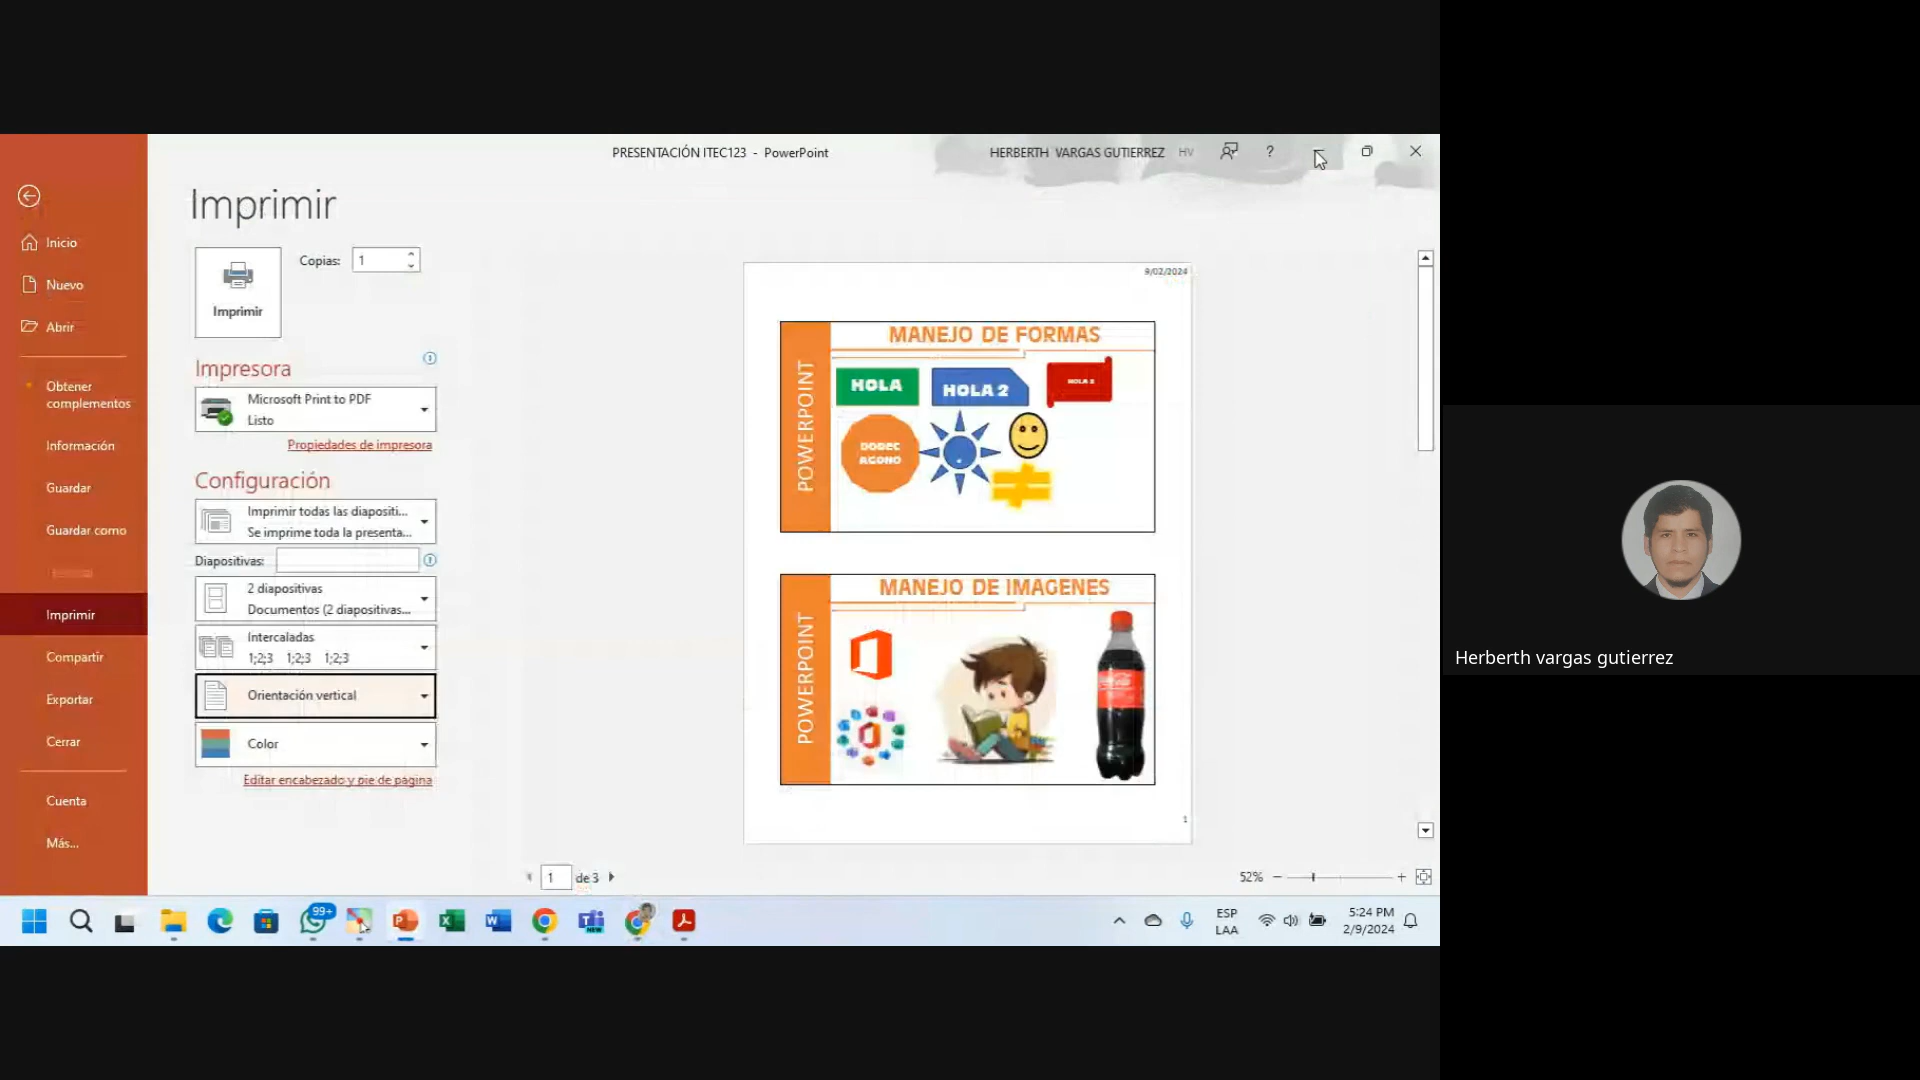 PRESENTACIÓN ITEC123 - PowerPoint
HERBERTH VARGAS GUTIERREZ
HV
?
Imprimir
Inicio
Nuevo
Abrir
Obtener
complementos
Información
Guardar
Guardar como
Imprimir
Compartir
Exportar
Cerrar
Cuenta
Más...
Imprimir
Copias: 1
Impresora
Microsoft Print to PDF
Listo
Propiedades de impresora
Configuración
Imprimir todas las diapositi...
Se imprime toda la presenta...
Diapositivas:
2 diapositivas
Documentos (2 diapositivas...
Intercaladas
1;2;3 1;2;3 1;2;3
Orientación vertical
Color
Editar encabezado y pie de página
9/02/2024
POWERPOINT
MANEJO DE FORMAS
HOLA
HOLA 2
DODEC
AGONO
POWERPOINT
MANEJO DE IMAGENES
1
1 de 3
52%
99+
NEW
ESP
LAA
5:24 PM
2/9/2024
Herberth vargas gutierrez